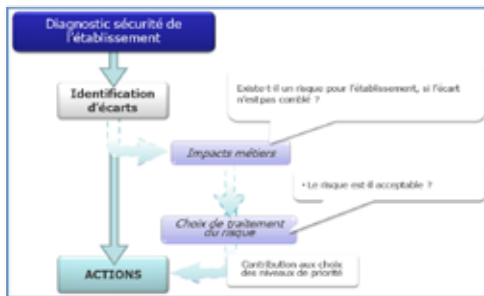 Diagnostic sécurité de
l'établissement
Identification
d'écarts
Existe-t-il un risque pour l'établissement, si l'écart
n'est pas comblé ?
Impacts métiers
• Le risque est il acceptable ?
Choix de traitement
du risque
ACTIONS
Contribution aux choix
des niveaux de priorité